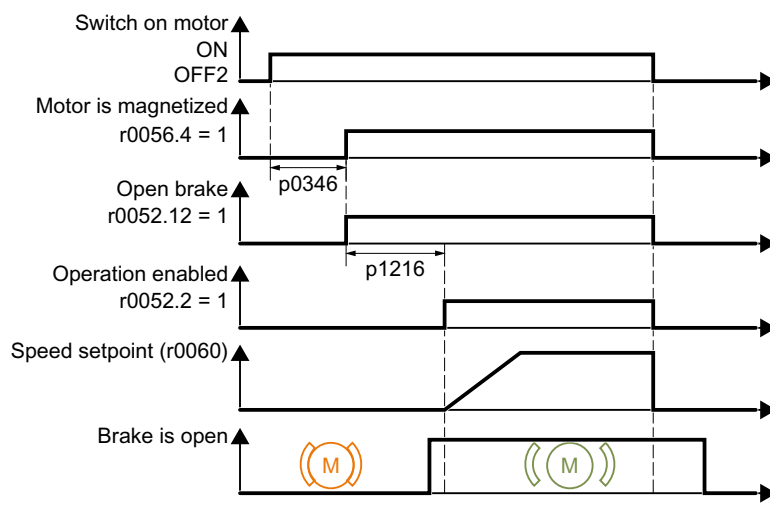 Switch on motor
ON
OFF2
Motor is magnetized
r0056.4 = 1
p0346
Open brake
r0052.12 = 1
p1216
Operation enabled
r0052.2 = 1
Speed setpoint (r0060)
Brake is open
M
M